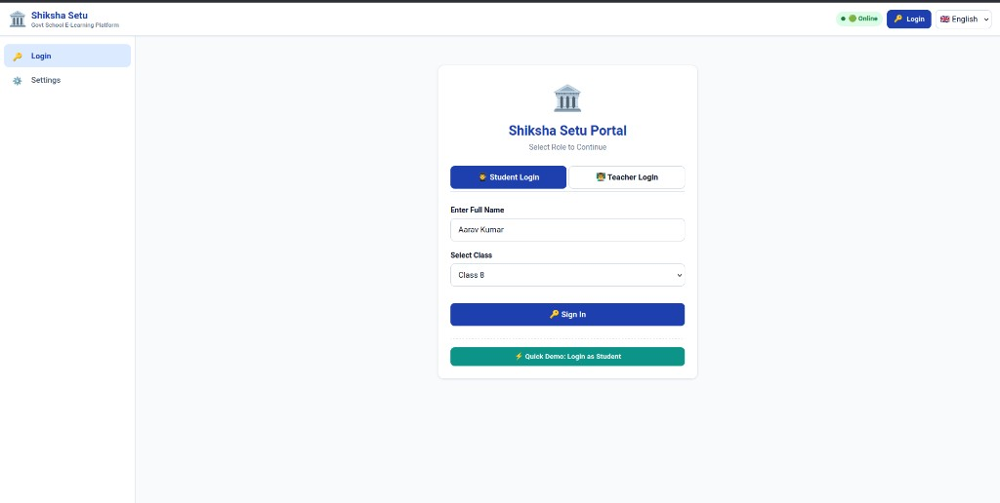 Shiksha Setu
Govt School E-Learning Platform
Online
Login
English
Login
Settings
Shiksha Setu Portal
Select Role to Continue
Student Login
Teacher Login
Enter Full Name
Aarav Kumar
Select Class
Class 8
Sign In
Quick Demo: Login as Student